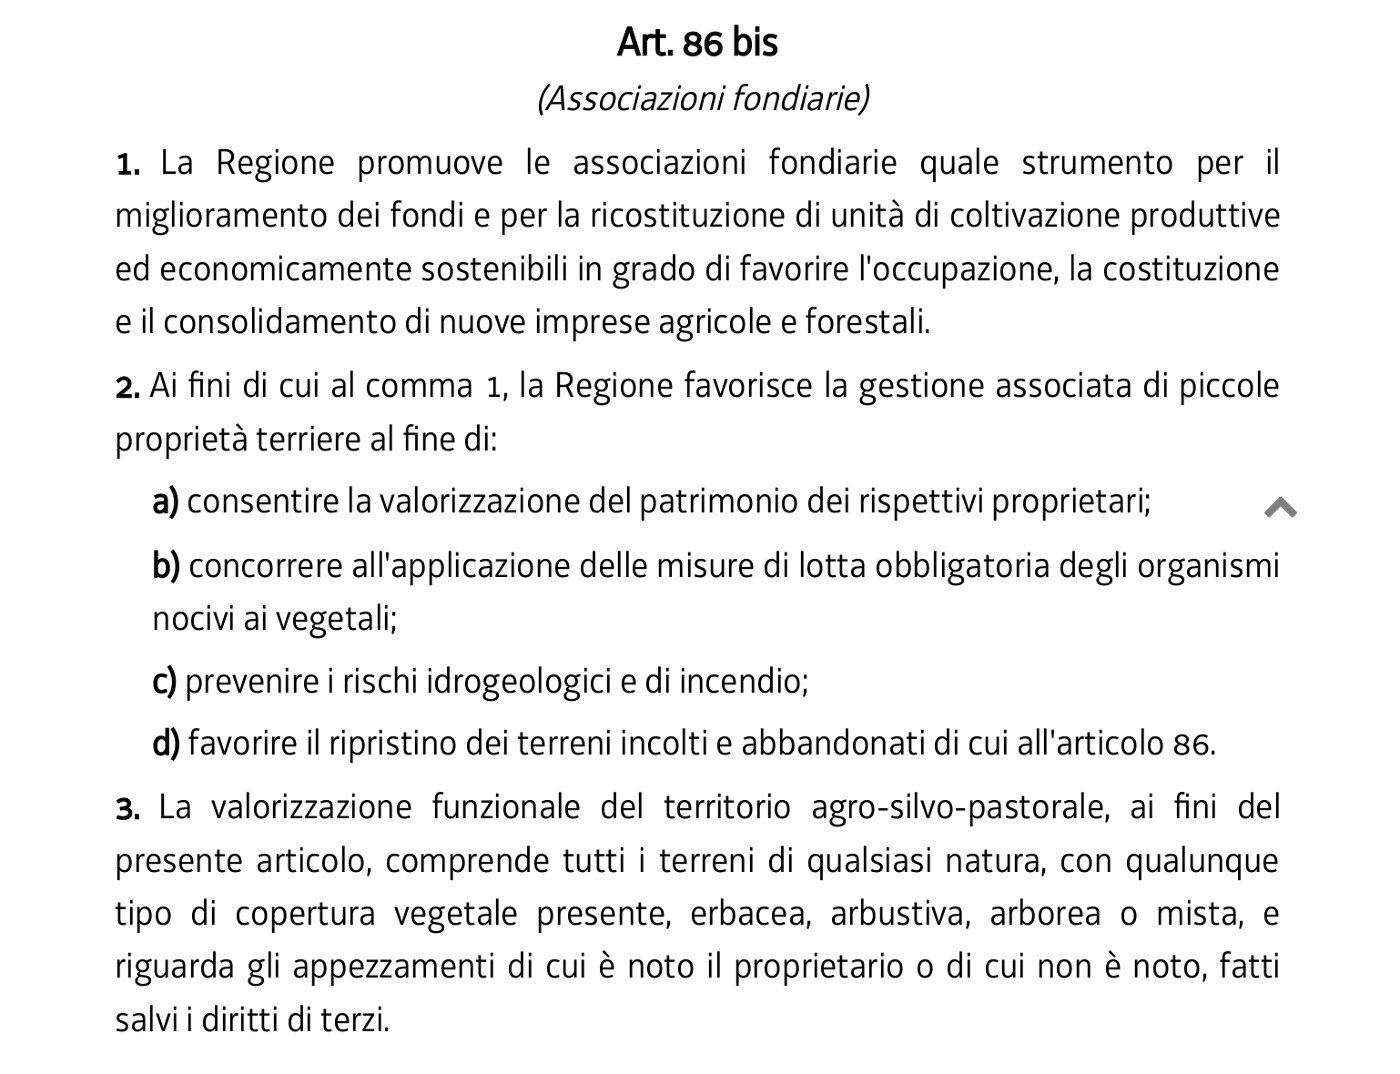 Art. 86 bis
(Associazioni fondiarie)
1. La Regione promuove le associazioni fondiarie quale strumento per il
miglioramento dei fondi e per la ricostituzione di unità di coltivazione produttive
ed economicamente sostenibili in grado di favorire l'occupazione, la costituzione
e il consolidamento di nuove imprese agricole e forestali.
2. Ai fini di cui al comma 1, la Regione favorisce la gestione associata di piccole
proprietà terriere al fine di:
a) consentire la valorizzazione del patrimonio dei rispettivi proprietari;
b) concorrere all'applicazione delle misure di lotta obbligatoria degli organismi
nocivi ai vegetali;
c) prevenire i rischi idrogeologici e di incendio;
d) favorire il ripristino dei terreni incolti e abbandonati di cui all'articolo 86.
3. La valorizzazione funzionale del territorio agro-silvo-pastorale, ai fini del
presente articolo, comprende tutti i terreni di qualsiasi natura, con qualunque
tipo di copertura vegetale presente, erbacea, arbustiva, arborea o mista, e
riguarda gli appezzamenti di cui è noto il proprietario o di cui non è noto, fatti
salvi i diritti di terzi.